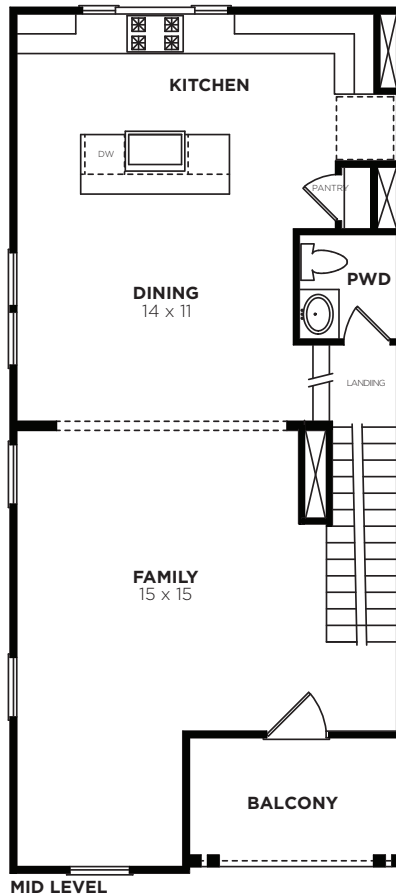 KITCHEN
DW
PANTRY
PWD
DINING
14 x 11
LANDING
FAMILY
15 x 15
BALCONY
MID LEVEL